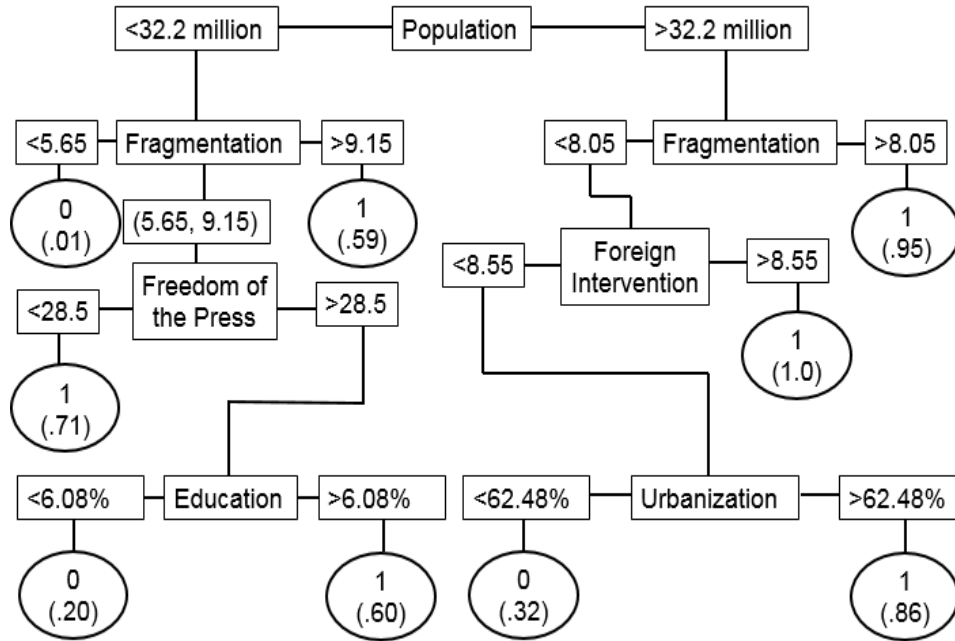 <32.2 million
Population
>32.2 million
<5.65
Fragmentation
>9.15
<8.05
Fragmentation
>8.05
0
(.01)
(5.65, 9.15)
1
(.59)
1
(.95)
<8.55
Foreign
Intervention
>8.55
<28.5
Freedom of
the Press
>28.5
1
(.71)
1
(1.0)
<6.08%
Education
>6.08%
<62.48%
Urbanization
>62.48%
0
(.20)
1
(.60)
0
(.32)
1
(.86)